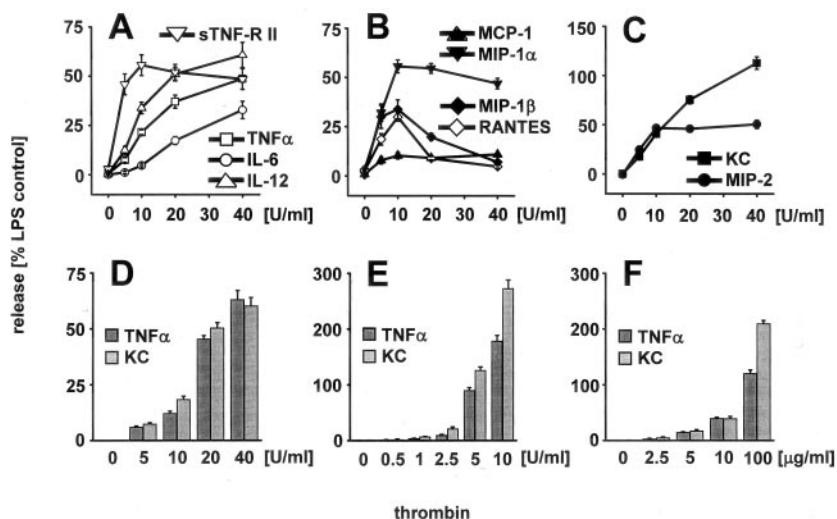 A
B
C
sTNF-R II
MCP-1
MIP-1α
MIP-1β
RANTES
TNFα
IL-6
IL-12
KC
MIP-2
75
50
25
0
0 10 20 30 40 [U/ml]
75
50
25
0
0 10 20 30 40 [U/ml]
150
100
50
0
0 10 20 30 40 [U/ml]
release [% LPS control]
D
E
F
TNFα
KC
TNFα
KC
TNFα
KC
75
50
25
0
0 5 10 20 40 [U/ml]
300
200
100
0
0 0.5 1 2.5 5 10 [U/ml]
300
200
100
0
0 2.5 5 10 100 [µg/ml]
thrombin